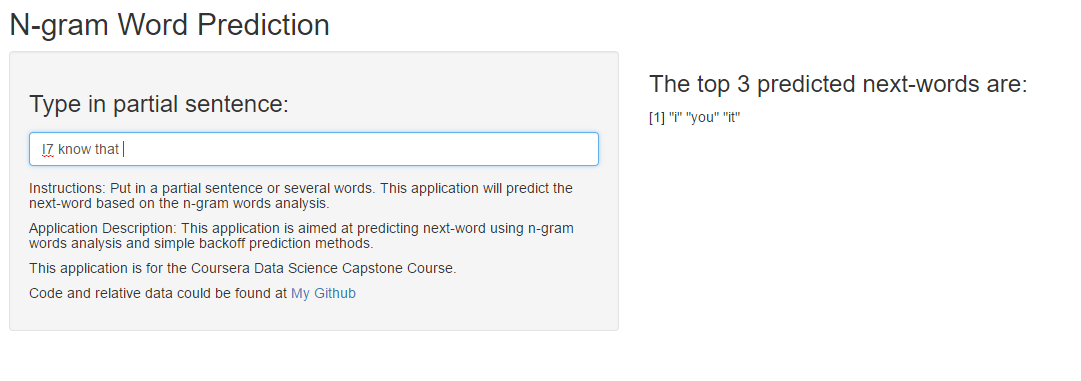 N-gram Word Prediction
Type in partial sentence:
I7 know that
Instructions: Put in a partial sentence or several words. This application will predict the
next-word based on the n-gram words analysis.
Application Description: This application is aimed at predicting next-word using n-gram
words analysis and simple backoff prediction methods.
This application is for the Coursera Data Science Capstone Course.
Code and relative data could be found at My Github
The top 3 predicted next-words are:
[1] "i" "you" "it"